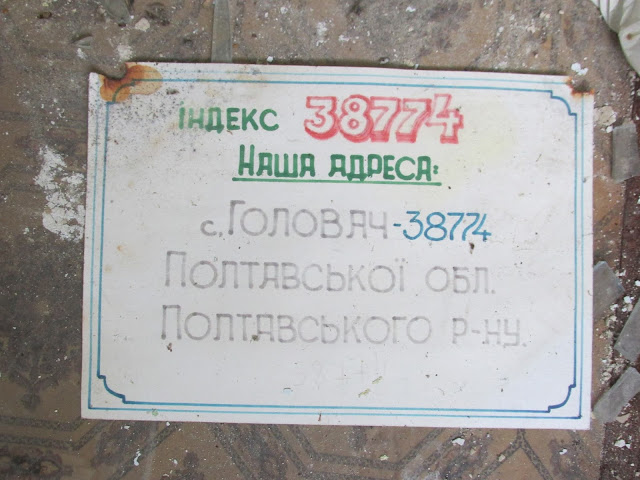 ІНДЕКС 38774
НАША АДРЕСА:
с. ГОЛОВАЧ-38774
ПОЛТАВСЬКОЇ ОБЛ.
ПОЛТАВСЬКОГО Р-НУ.